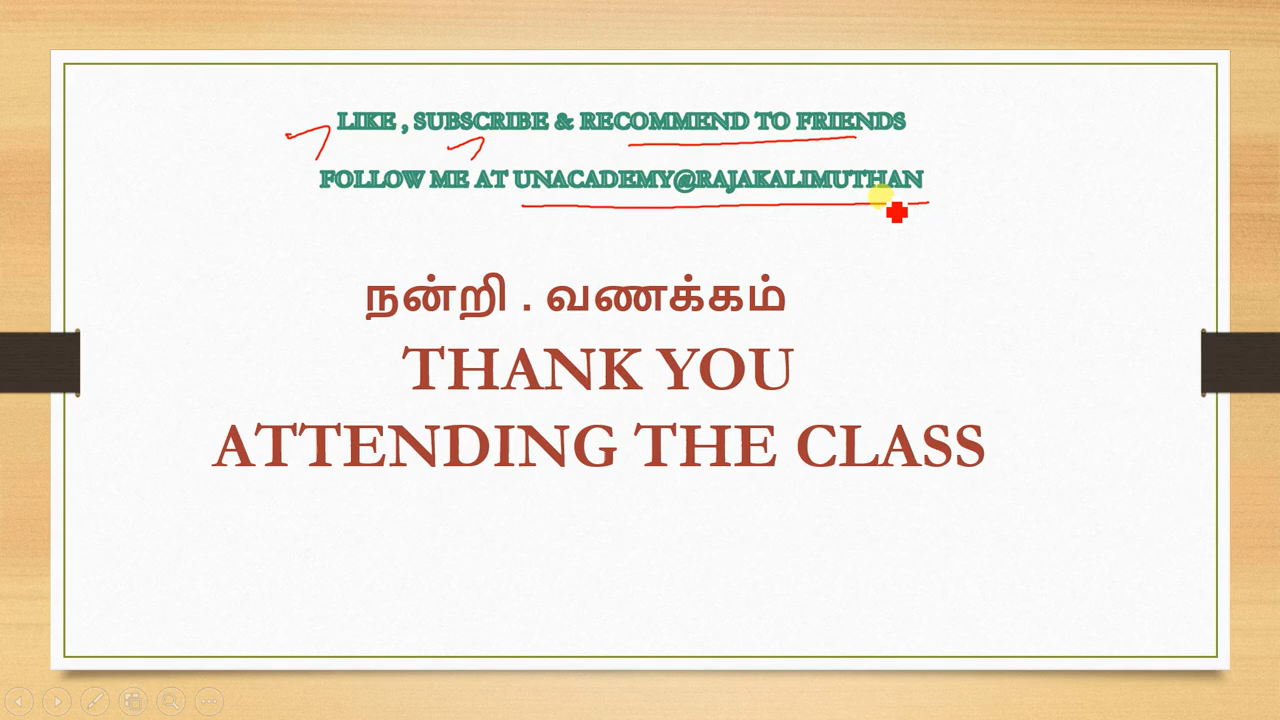 LIKE , SUBSCRIBE & RECOMMEND TO FRIENDS
FOLLOW ME AT UNACADEMY@RAJAKALIMUTHAN
நன்றி . வணக்கம்
THANK YOU
ATTENDING THE CLASS